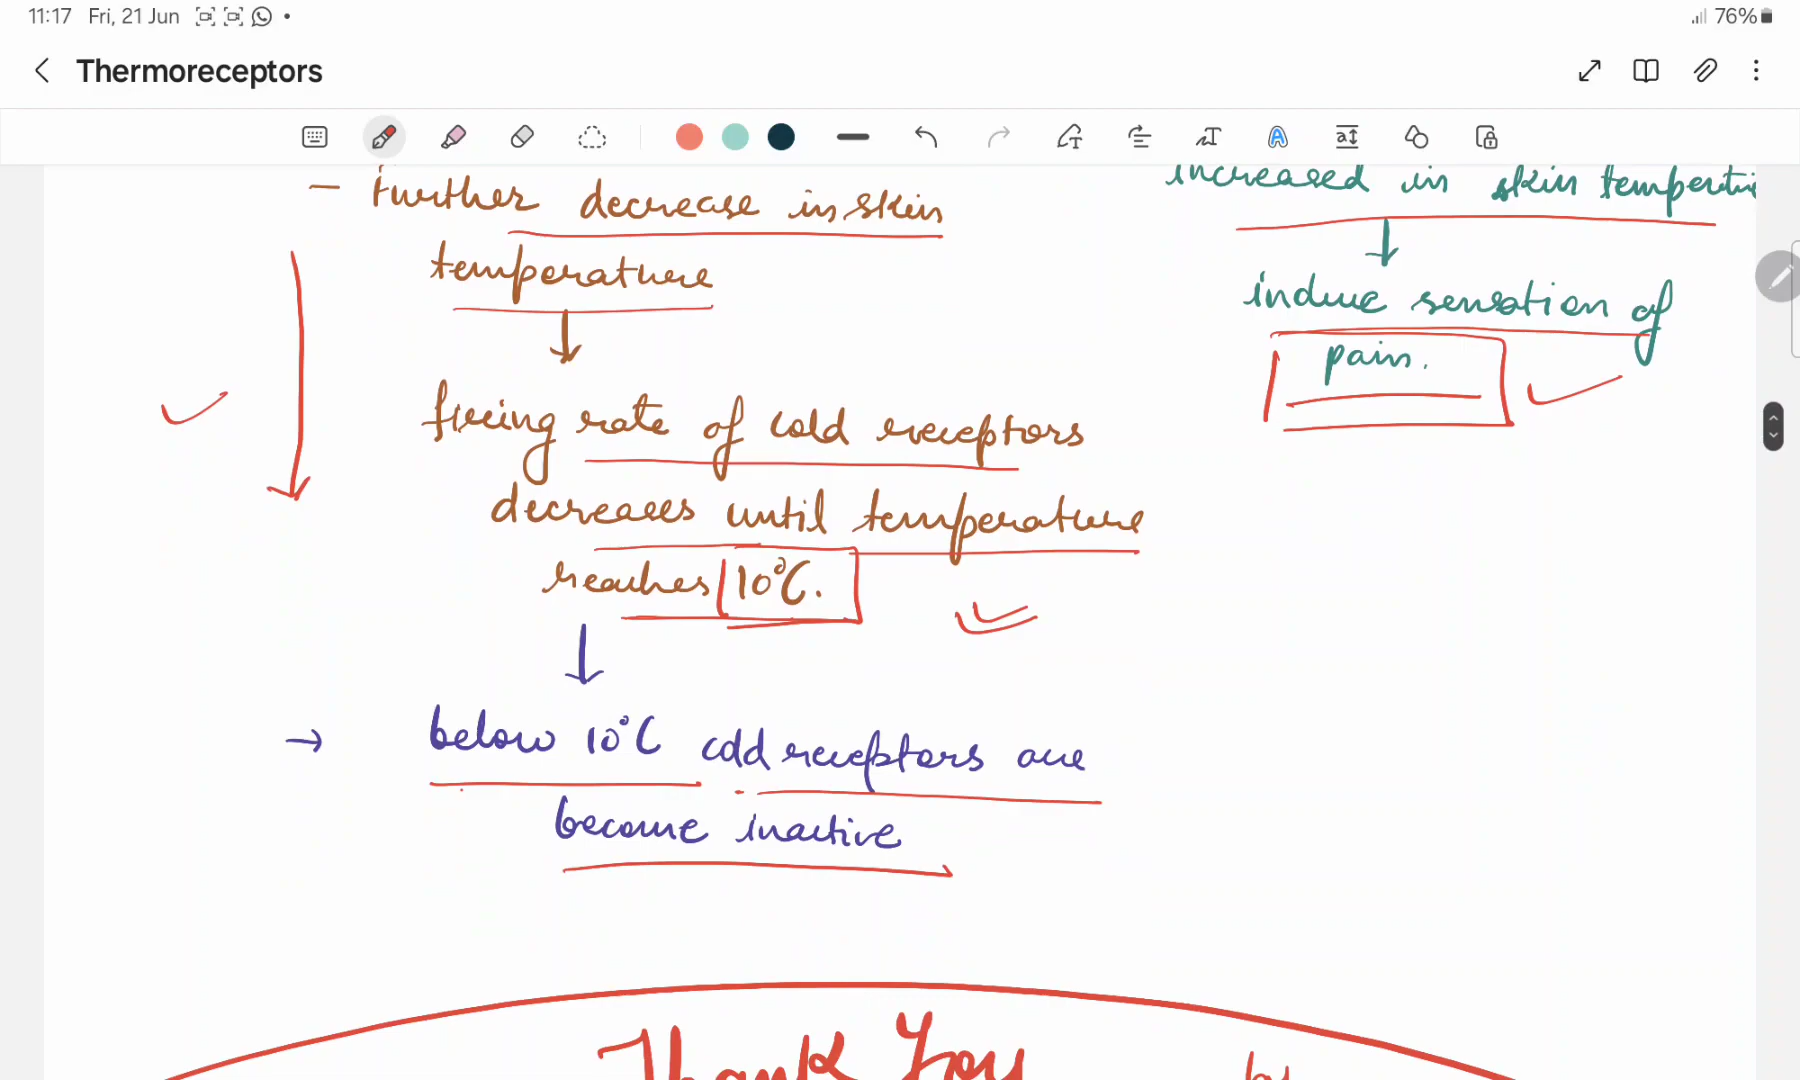 11:17 Fri, 21 Jun
76%
Thermoreceptors
- Further decrease in skin
temperature
↓
firing rate of cold receptors
decreases until temperature
reaches 10°C.
↓
→ below 10°C cold receptors are
become inactive
increased in skin
↓
induce sensation of
pain.
Thank You
by